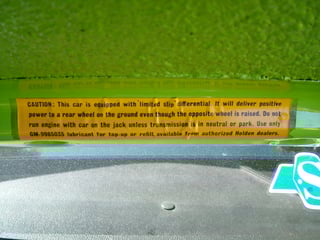 CAUTION: This car is equipped with limited slip differential. It will deliver positive
power to a rear wheel on the ground even though the opposite wheel is raised. Do not
run engine with car on the jack unless transmission is in neutral or park. Use only
lubricant for top-up or refill available from authorized Holden dealers.
S